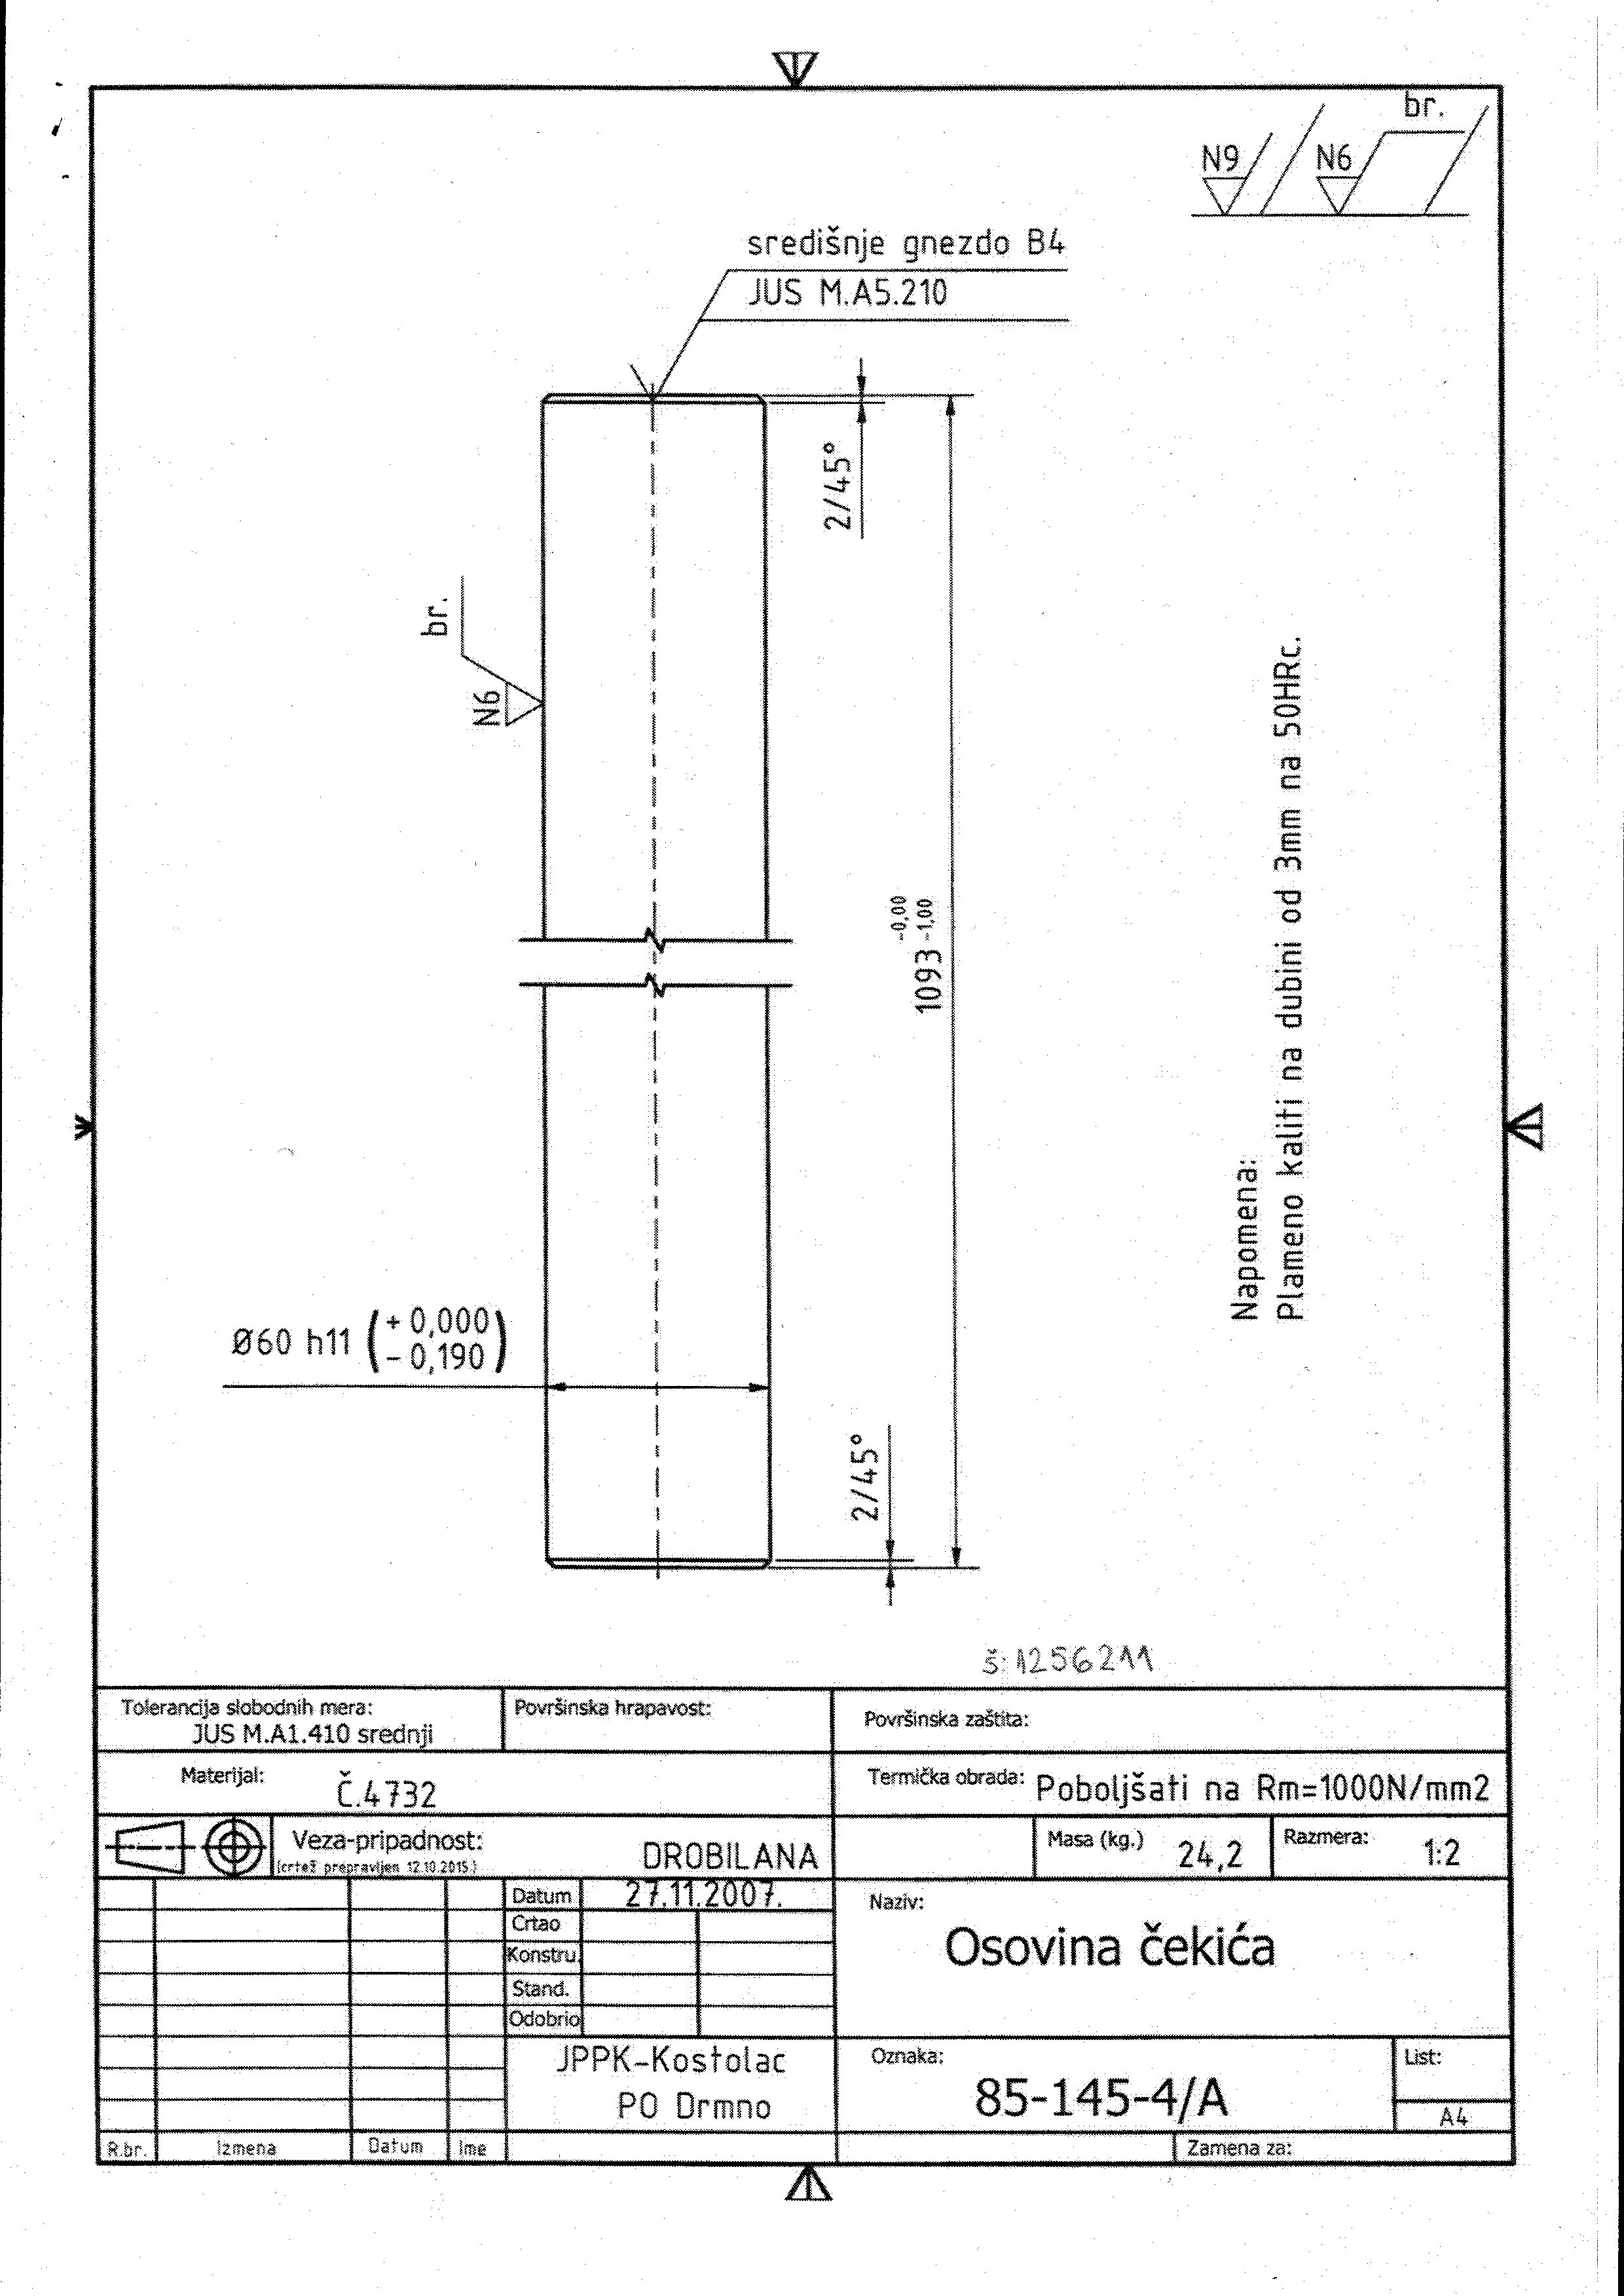 br.
N9
N6
središnje gnezdo B4
JUS M.A5.210
2/45°
br.
N6
1093 -0,00 -1,00
Napomena:
Plameno kaliti na dubini od 3mm na 50HRc.
Ø60 h11 (+ 0,000
- 0,190)
2/45°
Š: 1256211
Tolerancija slobodnih mera:
JUS M.A1.410 srednji
Površinska hrapavost:
Površinska zaštita:
Materijal:
Č.4732
Termička obrada: Poboljšati na Rm=1000N/mm2
Veza-pripadnost:
(crtež prepravljen 12.10.2015.)
DROBILANA
Masa (kg.) 24,2
Razmera: 1:2
Datum 27.11.2007.
Crtao
Konstru.
Stand.
Odobrio
Naziv:
Osovina čekića
JPPK-Kostolac
PO Drmno
Oznaka:
85-145-4/A
List:
A4
R.br. Izmena Datum Ime
Zamena za: